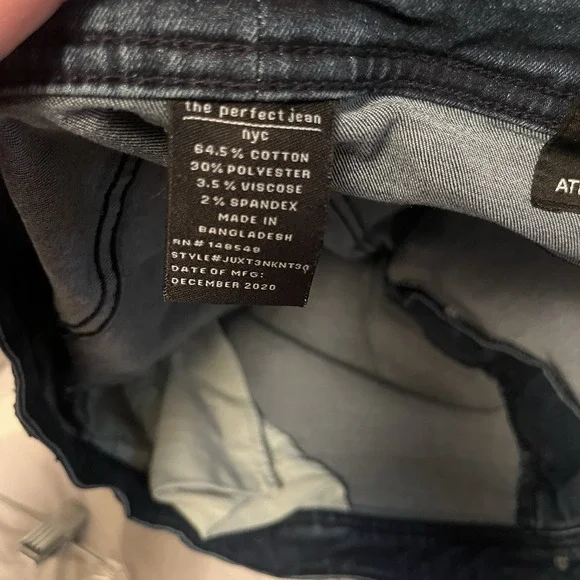 the perfect jean
nyc
64.5% COTTON
30% POLYESTER
3.5% VISCOSE
2% SPANDEX
MADE IN
BANGLADESH
RN# 148549
STYLE#JUXT3NKNT30
DATE OF MFG:
DECEMBER 2020